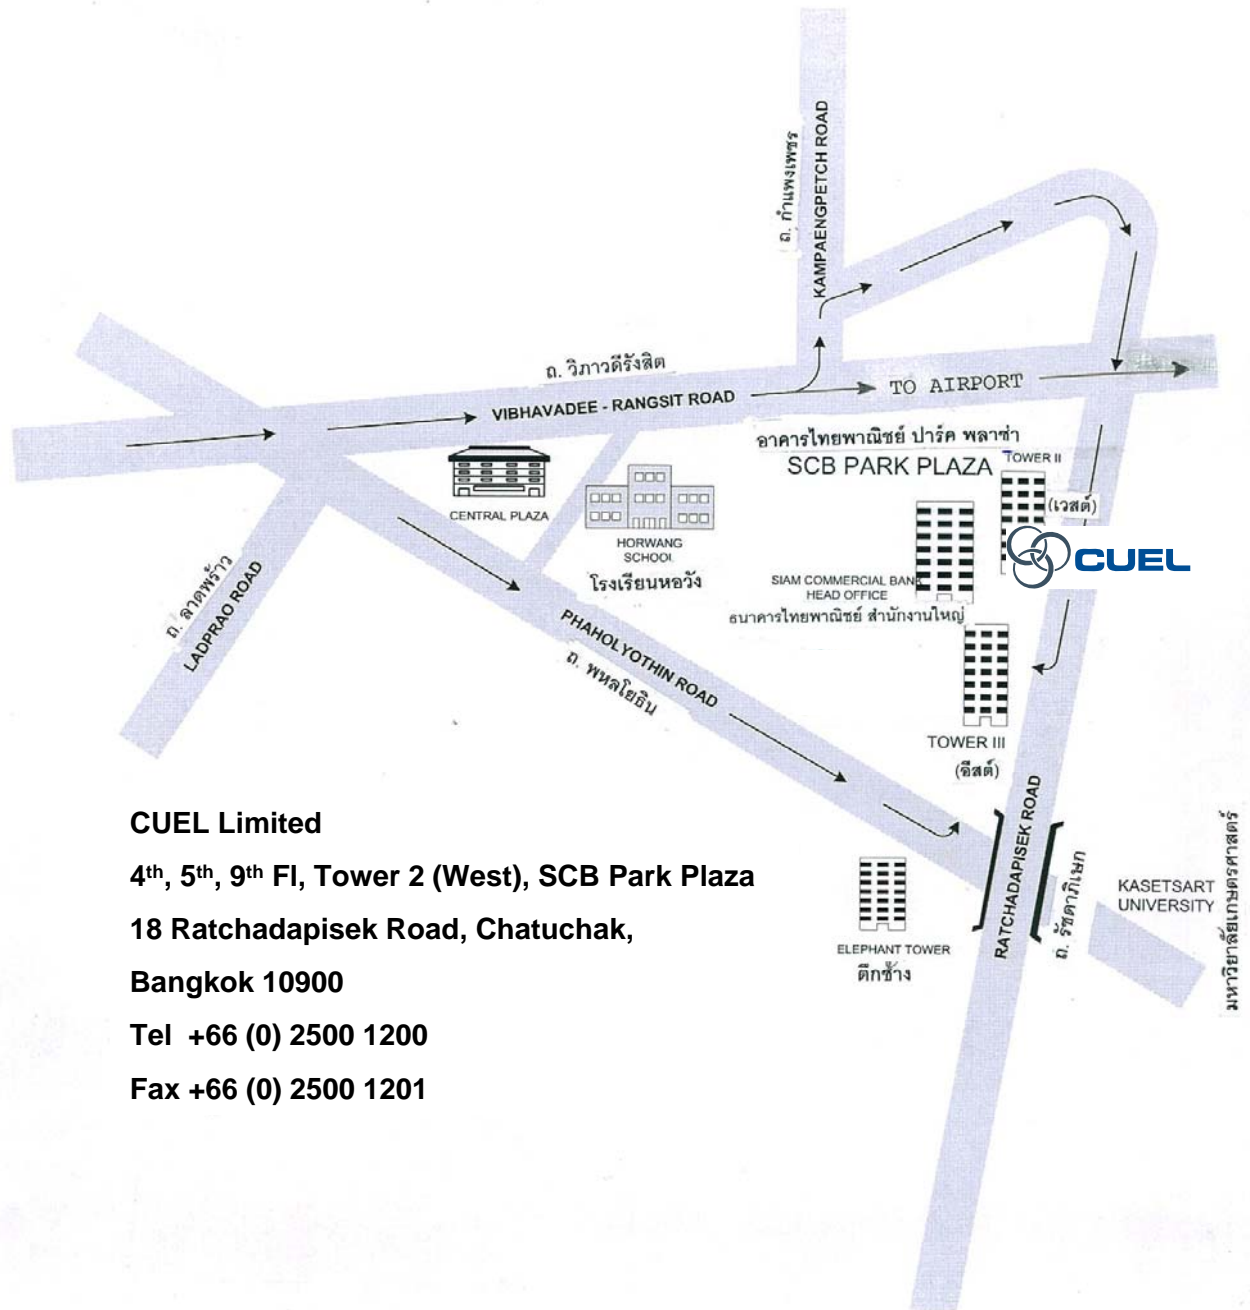 ถ. กำแพงเพชร
KAMPAENGPETCH ROAD
ถ. วิภาวดีรังสิต
VIBHAVADEE - RANGSIT ROAD
TO AIRPORT
อาคารไทยพาณิชย์ ปาร์ค พลาซ่า
SCB PARK PLAZA
TOWER II
(เวสต์)
CUEL
CENTRAL PLAZA
HORWANG
SCHOOL
โรงเรียนหอวัง
SIAM COMMERCIAL BANK
HEAD OFFICE
ธนาคารไทยพาณิชย์ สำนักงานใหญ่
ถ. ลาดพร้าว
LADPRAO ROAD
PHAHOLYOTHIN ROAD
ถ. พหลโยธิน
TOWER III
(อีสต์)
RATCHADAPISEK ROAD
ถ. รัชดาภิเษก
KASETSART
UNIVERSITY
มหาวิทยาลัยเกษตรศาสตร์
ELEPHANT TOWER
ตึกช้าง
CUEL Limited
4th, 5th, 9th Fl, Tower 2 (West), SCB Park Plaza
18 Ratchadapisek Road, Chatuchak,
Bangkok 10900
Tel +66 (0) 2500 1200
Fax +66 (0) 2500 1201